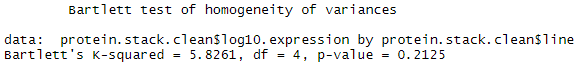 Bartlett test of homogeneity of variances
data:  protein.stack.clean$log10.expression by protein.stack.clean$line
Bartlett's K-squared = 5.8261, df = 4, p-value = 0.2125